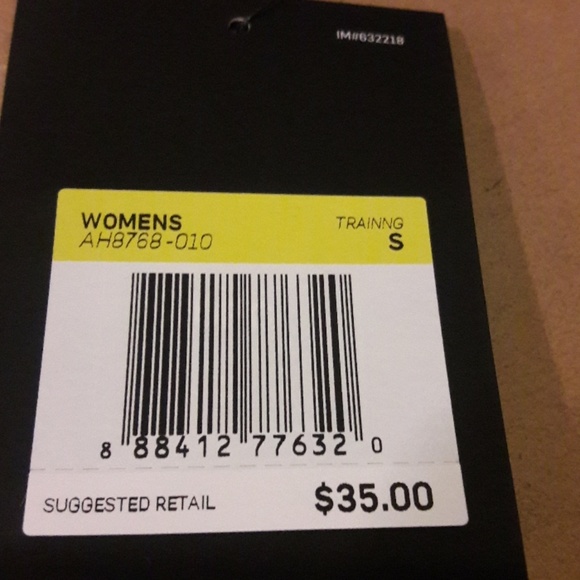 IM#632218
WOMENS
AH8768-010
TRAINNG
S
8 88412 77632 0
SUGGESTED RETAIL
$35.00